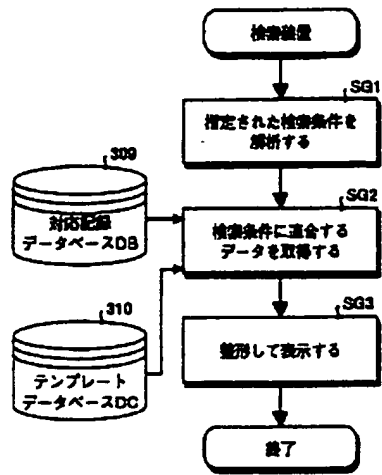 検索装置
SG1
指定された検索条件を
解析する
309
対応記録
データベースDB
SG2
検索条件に適合する
データを取得する
310
テンプレート
データベースDC
SG3
整形して表示する
終了